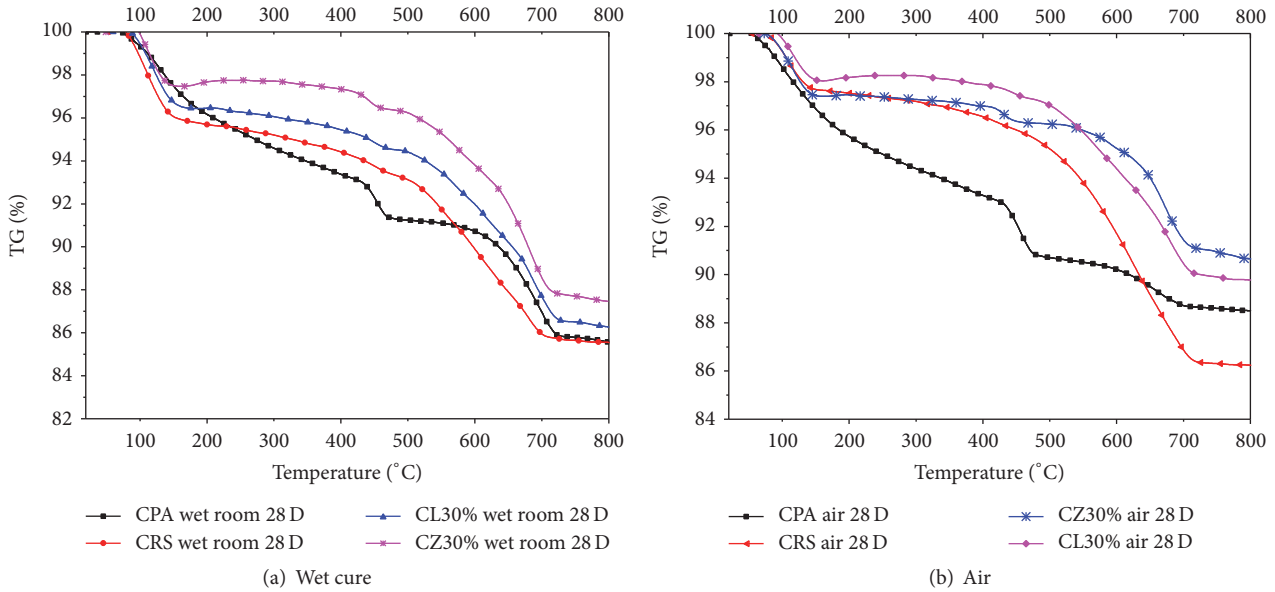 100 200 300 400 500 600 700 800
100
98
96
94
92
90
88
86
84
82
TG (%)
100 200 300 400 500 600 700 800
Temperature (˚C)
CPA wet room 28 D
CRS wet room 28 D
CL30% wet room 28 D
CZ30% wet room 28 D
(a) Wet cure
100 200 300 400 500 600 700 800
100
98
96
94
92
90
88
86
84
TG (%)
100 200 300 400 500 600 700 800
Temperature (˚C)
CPA air 28 D
CRS air 28 D
CZ30% air 28 D
CL30% air 28 D
(b) Air